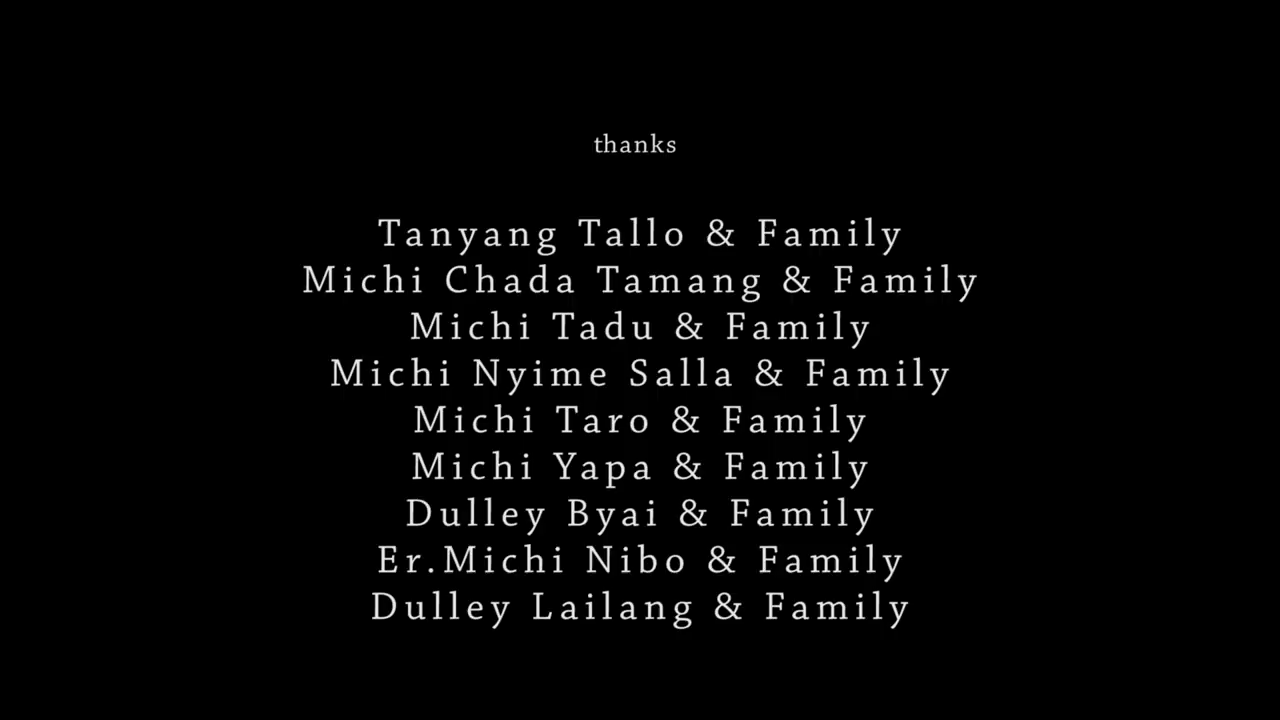 thanks
Tanyang Tallo & Family
Michi Chada Tamang & Family
Michi Tadu & Family
Michi Nyime Salla & Family
Michi Taro & Family
Michi Yapa & Family
Dulley Byai & Family
Er.Michi Nibo & Family
Dulley Lailang & Family